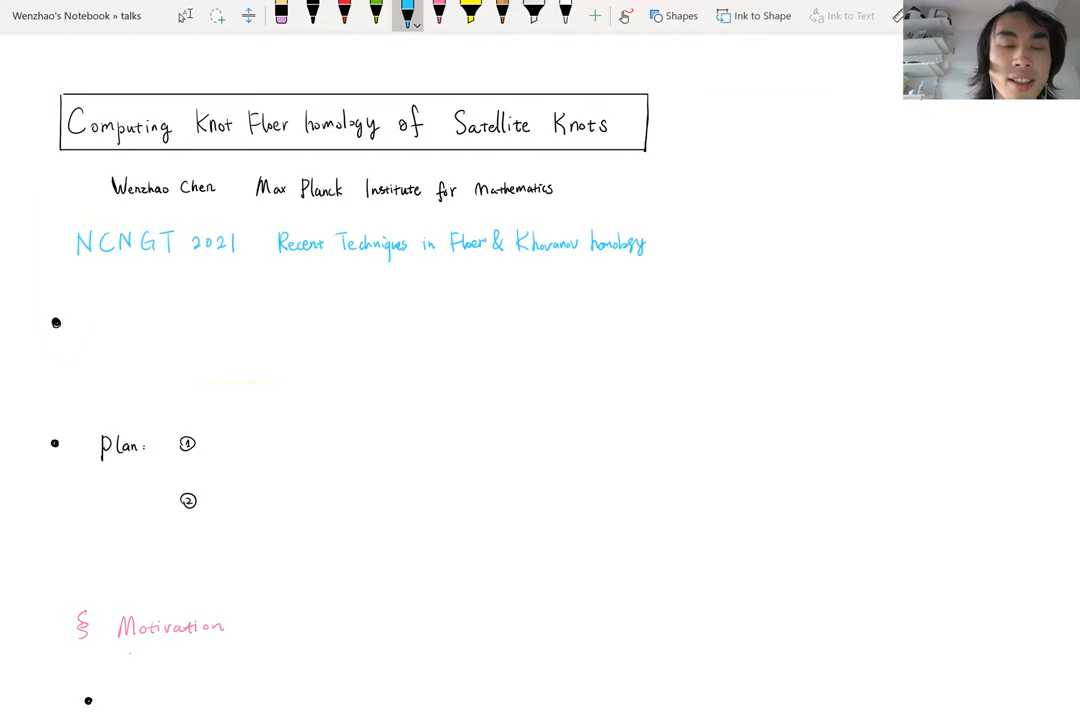 Wenzhao's Notebook » talks
Shapes
Ink to Shape
Ink to Text
Computing Knot Floer homology of Satellite Knots
Wenzhao Chen Max Planck Institute for Mathematics
NCNGT 2021 Recent Techniques in Floer & Khovanov homology
• Plan: ①
②
§ Motivation